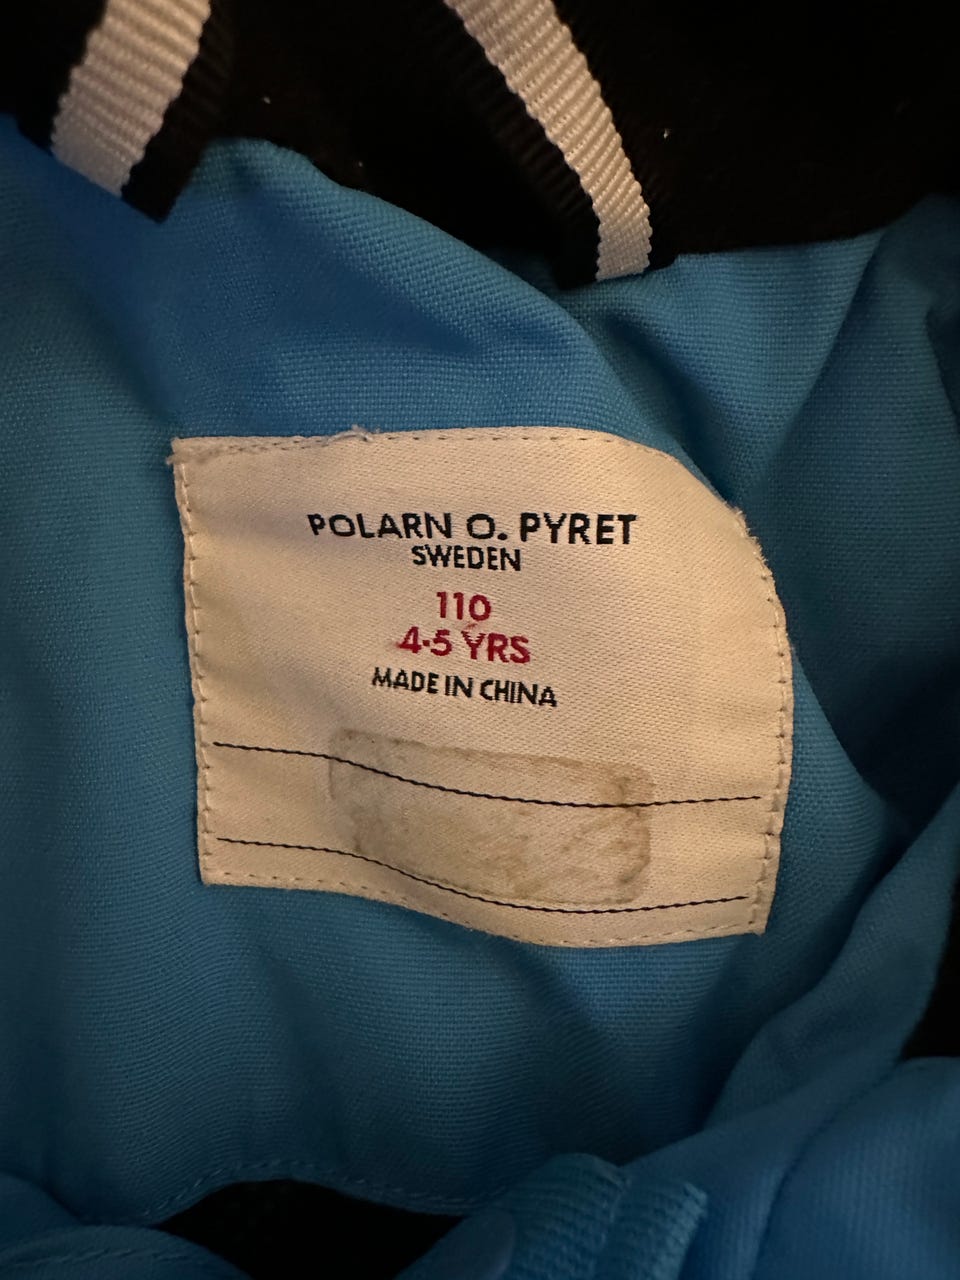 POLARN O. PYRET
SWEDEN
110
4-5 YRS
MADE IN CHINA